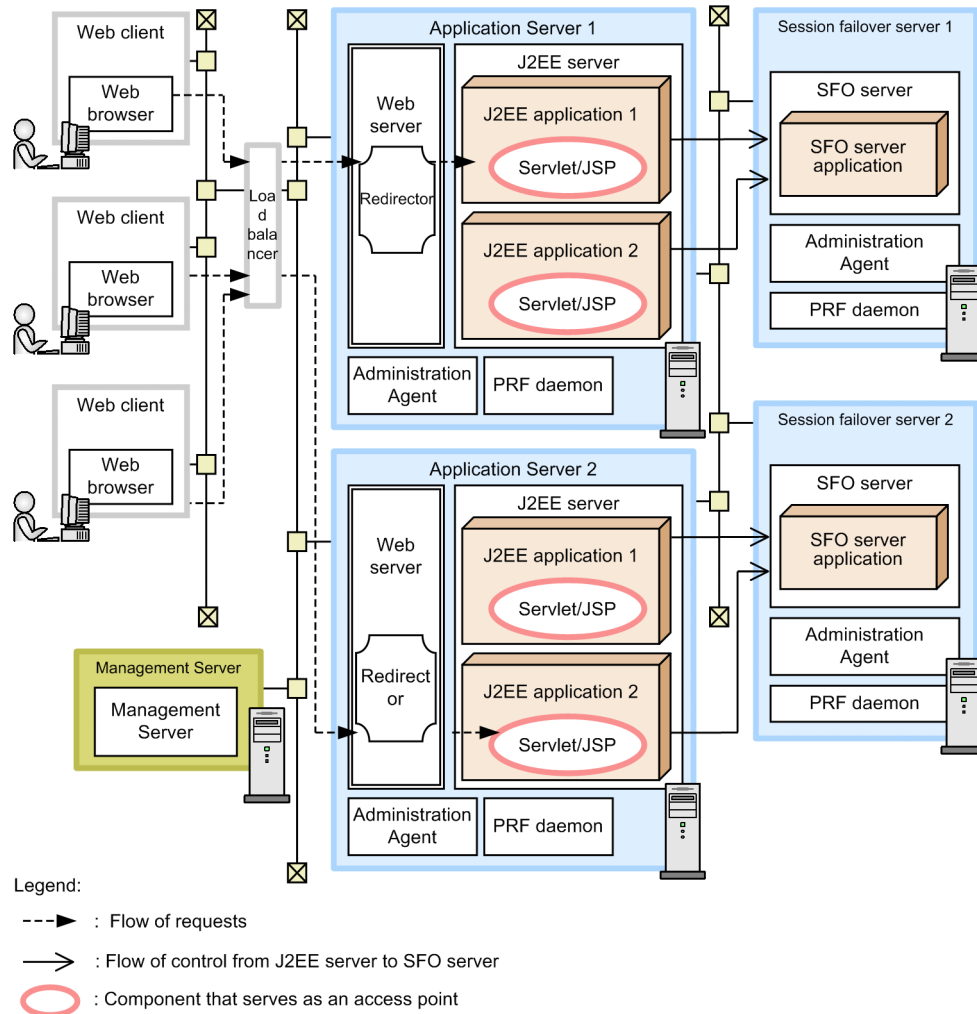 Web client
Web
browser
Web client
Web
browser
Web client
Web
browser
Loa
d
bala
ncer
Management Server
Management
Server
Application Server 1
Web
server
Redirector
J2EE server
J2EE application 1
Servlet/JSP
J2EE application 2
Servlet/JSP
Administration
Agent
PRF daemon
Application Server 2
Web
server
Redirect
or
J2EE server
J2EE application 1
Servlet/JSP
J2EE application 2
Servlet/JSP
Administration
Agent
PRF daemon
Session failover server 1
SFO server
SFO server
application
Administration
Agent
PRF daemon
Session failover server 2
SFO server
SFO server
application
Administration
Agent
PRF daemon
Legend:
: Flow of requests
: Flow of control from J2EE server to SFO server
: Component that serves as an access point